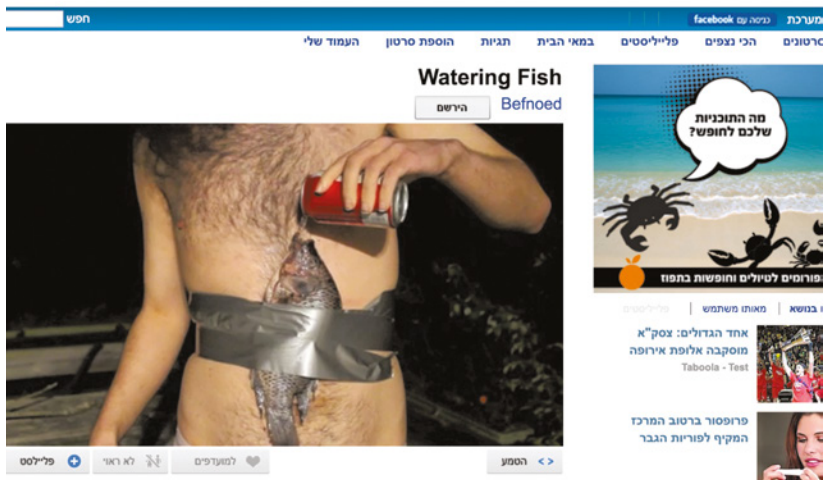 מערכת
כניסה עם facebook
חפש
סרטונים הכי נצפים פלייליסטים במאי הבית תגיות הוספת סרטון העמוד שלי
Watering Fish
Befnoed
הירשם
מה התוכניות
שלכם לחופש?
הפורומים לטיולים וחופשות בתפוז
בנושא | מאותו משתמש | פלייליסטים
אחד הגדולים: צסק"א
מוסקבה אלופת אירופה
Taboola - Test
פרופסור ברטוב המרכז
המקיף לפוריות הגבר
<> הטמע
למועדפים
לא ראוי
פלייליסט